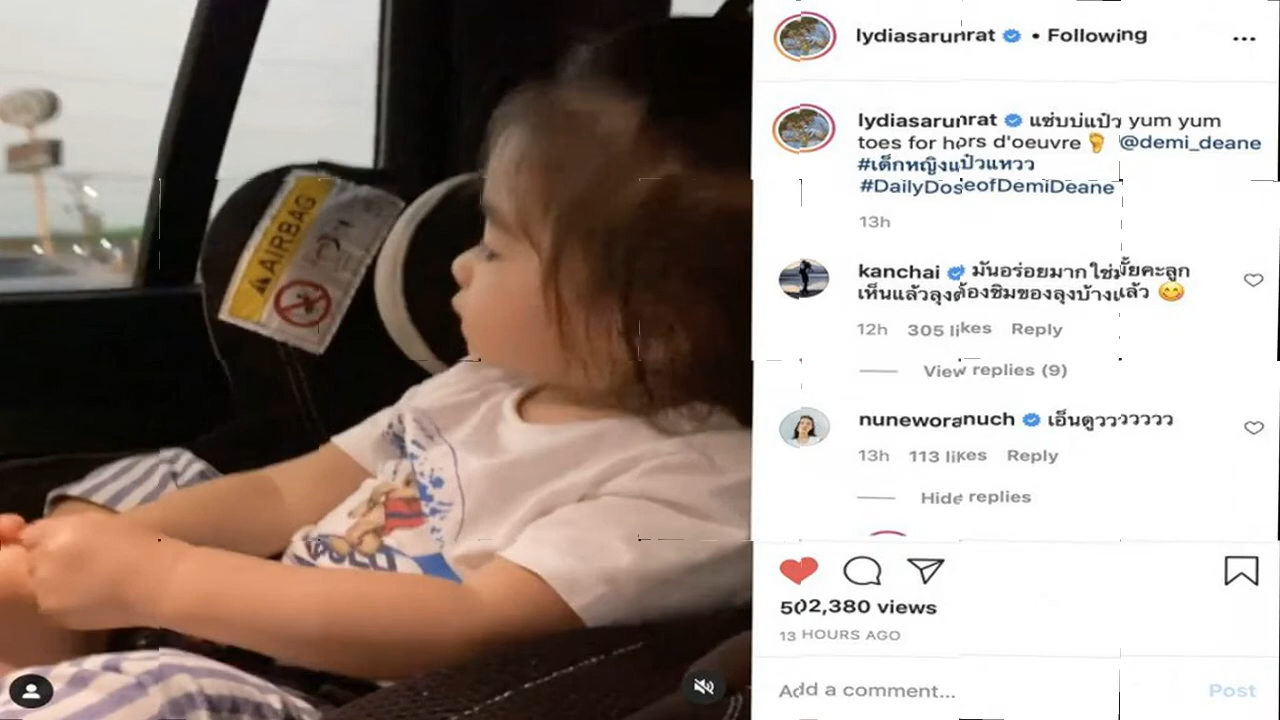 lydiasarunrat • Following
lydiasarunrat แซ่บบ่แป๋ว yum yum
toes for hors d'oeuvre 🦶 @demi_deane
#เด็กหญิงแป๋วแหวว
#DailyDoseofDemiDeane
13h
kanchai มันอร่อยมากใช่มั้ยคะลูก
เห็นแล้วลุงต้องชิมของลุงบ้างแล้ว 😋
12h 305 likes Reply
View replies (9)
nuneworanuch เอ็นดูววววววว
13h 113 likes Reply
Hide replies
502,380 views
13 HOURS AGO
Add a comment...
Post
AIRBAG